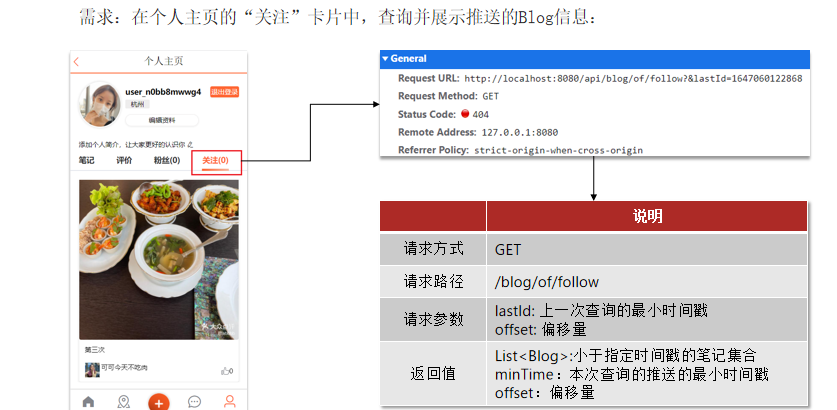 需求：在个人主页的“关注”卡片中，查询并展示推送的Blog信息：
个人主页
user_n0bb8mwwg4
退出登录
杭州
编辑资料
添加个人简介，让大家更好的认识你
笔记 评价 粉丝(0) 关注(0)
大众点评
第三次
可可今天不吃肉
0
General
Request URL: http://localhost:8080/api/blog/of/follow?&lastId=1647060122868
Request Method: GET
Status Code: 404
Remote Address: 127.0.0.1:8080
Referrer Policy: strict-origin-when-cross-origin
说明
请求方式 GET
请求路径 /blog/of/follow
请求参数 lastId: 上一次查询的最小时间戳
offset: 偏移量
返回值 List<Blog>:小于指定时间戳的笔记集合
minTime：本次查询的推送的最小时间戳
offset：偏移量